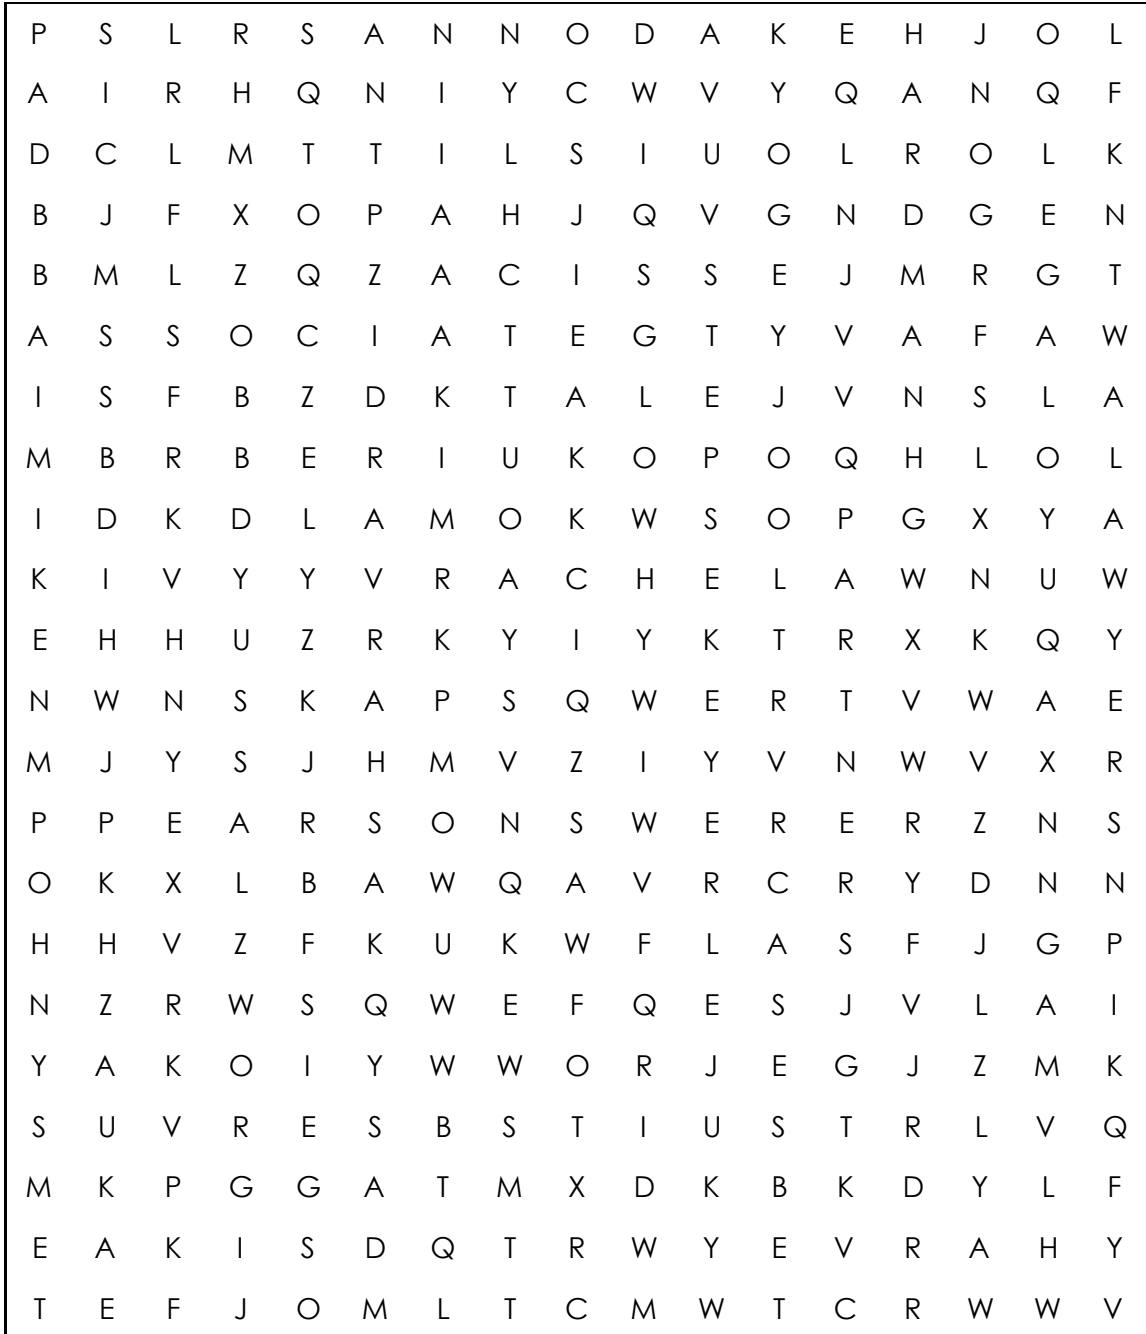 P S L R S A N N O D A K E H J O L
A I R H Q N I Y C W V Y Q A N Q F
D C L M T T I L S I U O L R O L K
B J F X O P A H J Q V G N D G E N
B M L Z Q Z A C I S S E J M R G T
A S S O C I A T E G T Y V A F A W
I S F B Z D K T A L E J V N S L A
M B R B E R I U K O P O Q H L O L
I D K D L A M O K W S O P G X Y A
K I V Y Y V R A C H E L A W N U W
E H H U Z R K Y I Y K T R X K Q Y
N W N S K A P S Q W E R T V W A E
M J Y S J H M V Z I Y V N W V X R
P P E A R S O N S W E R E R Z N S
O K X L B A W Q A V R C R Y D N N
H H V Z F K U K W F L A S F J G P
N Z R W S Q W E F Q E S J V L A I
Y A K O I Y W W O R J E G J Z M K
S U V R E S B S T I U S T R L V Q
M K P G G A T M X D K B K D Y L F
E A K I S D Q T R W Y E V R A H Y
T E F J O M L T C M W T C R W W V